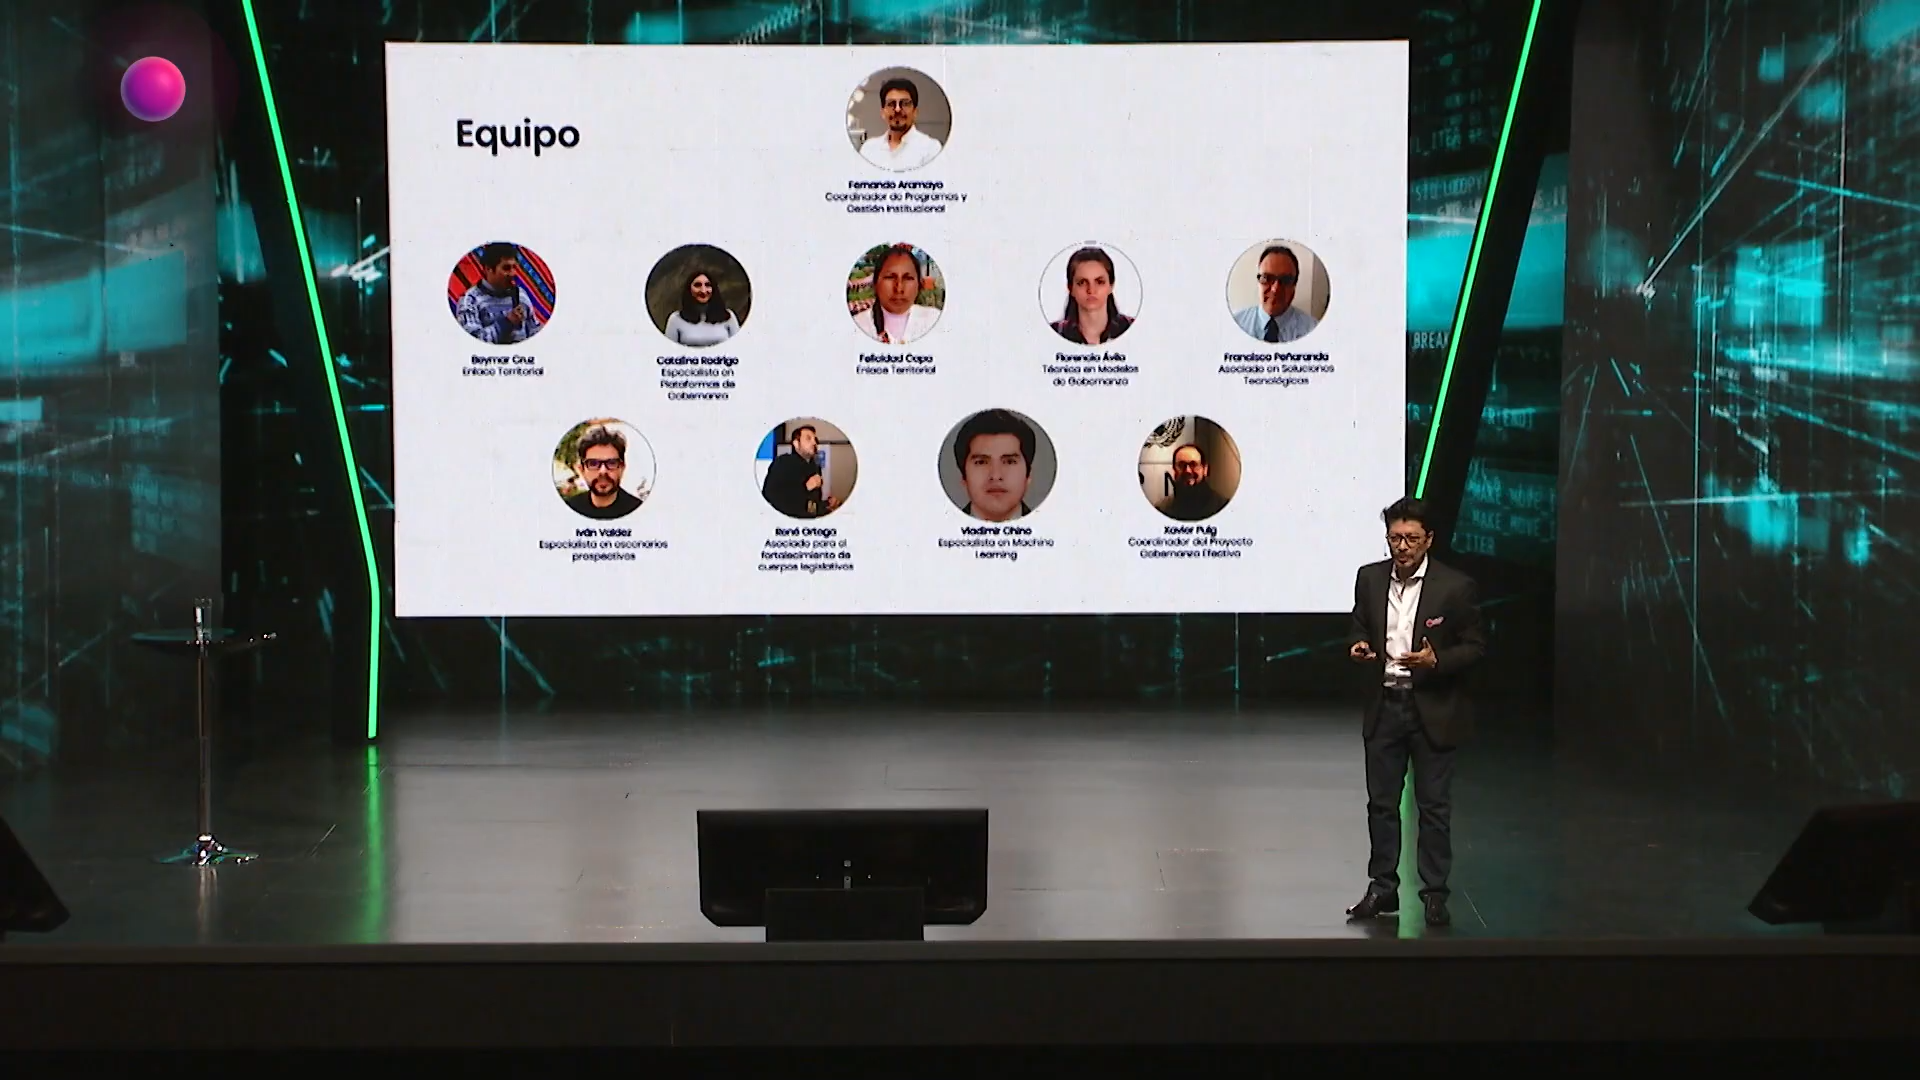 Equipo
Fernando Aramayo
Coordinador de Programas y
Gestión Institucional
Beymar Cruz
Enlace Territorial
Catalina Rodrigo
Especialista en
Plataformas de
Gobernanza
Felicidad Copa
Enlace Territorial
Florencia Ávila
Técnica en Modelos
de Gobernanza
Francisco Peñaranda
Asociado en Soluciones
Tecnológicas
Iván Valdez
Especialista en escenarios
prospectivos
René Ortega
Asociado para el
fortalecimiento de
cuerpos legislativos
Vladimir Chino
Especialista en Machine
Learning
Xavier Puig
Coordinador del Proyecto
Gobernanza Efectiva
BREAK
MAKE_MOVE